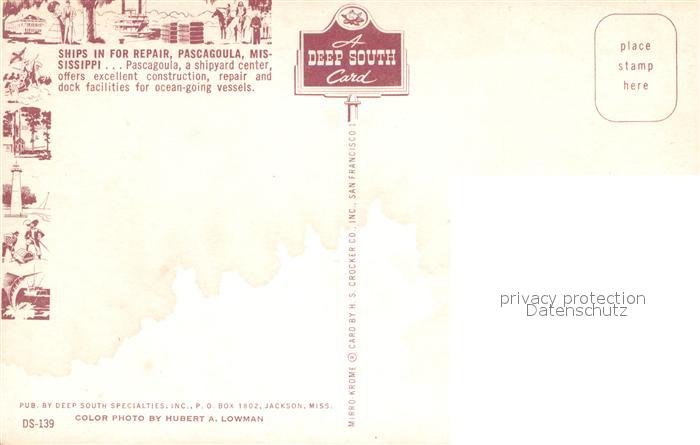 SHIPS IN FOR REPAIR, PASCAGOULA, MIS-
SISSIPPI . . . Pascagoula, a shipyard center,
offers excellent construction, repair and
dock facilities for ocean-going vessels.
A
DEEP SOUTH
Card
place
stamp
here
MIRRO-KROME ® CARD BY H. S. CROCKER CO., INC., SAN FRANCISCO 1
privacy protection
Datenschutz
PUB. BY DEEP SOUTH SPECIALTIES, INC., P. O. BOX 1802, JACKSON, MISS.
DS-139
COLOR PHOTO BY HUBERT A. LOWMAN